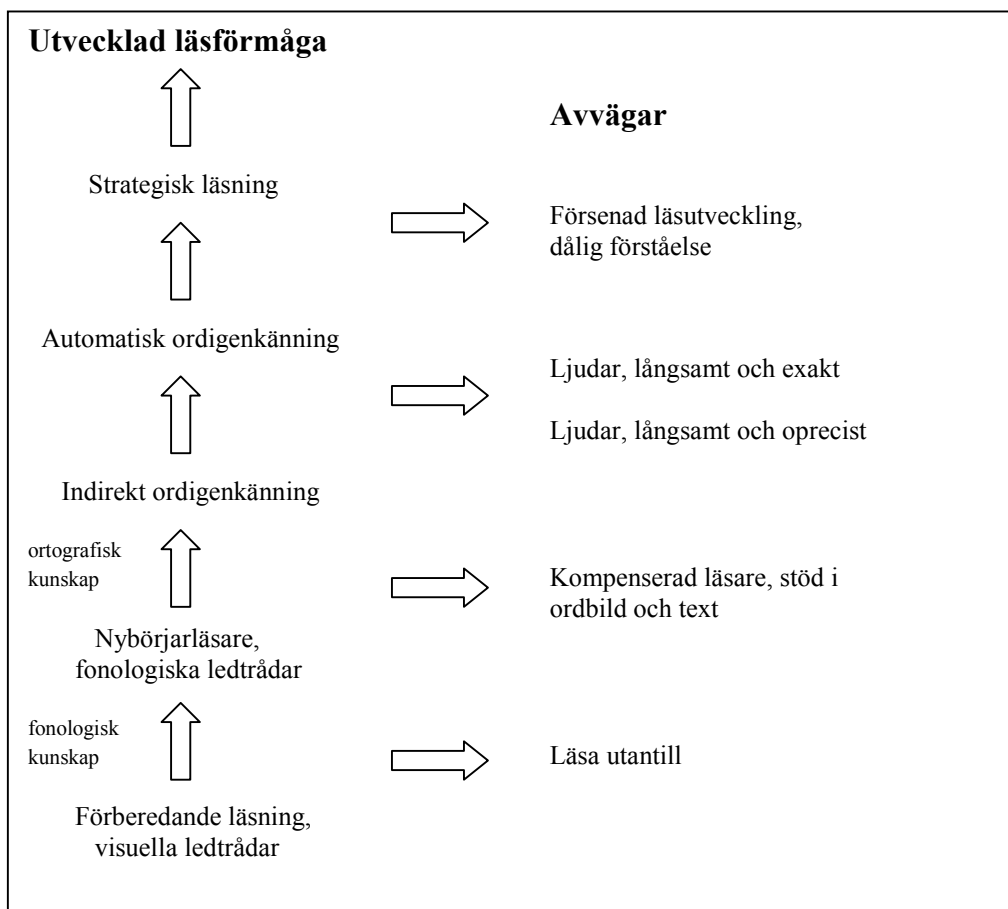 Utvecklad läsförmåga
Avvägar
Strategisk läsning
Försenad läsutveckling,
dålig förståelse
Automatisk ordigenkänning
Ljudar, långsamt och exakt
Ljudar, långsamt och oprecist
Indirekt ordigenkänning
ortografisk
kunskap
Kompenserad läsare, stöd i
ordbild och text
Nybörjarläsare,
fonologiska ledtrådar
fonologisk
kunskap
Läsa utantill
Förberedande läsning,
visuella ledtrådar